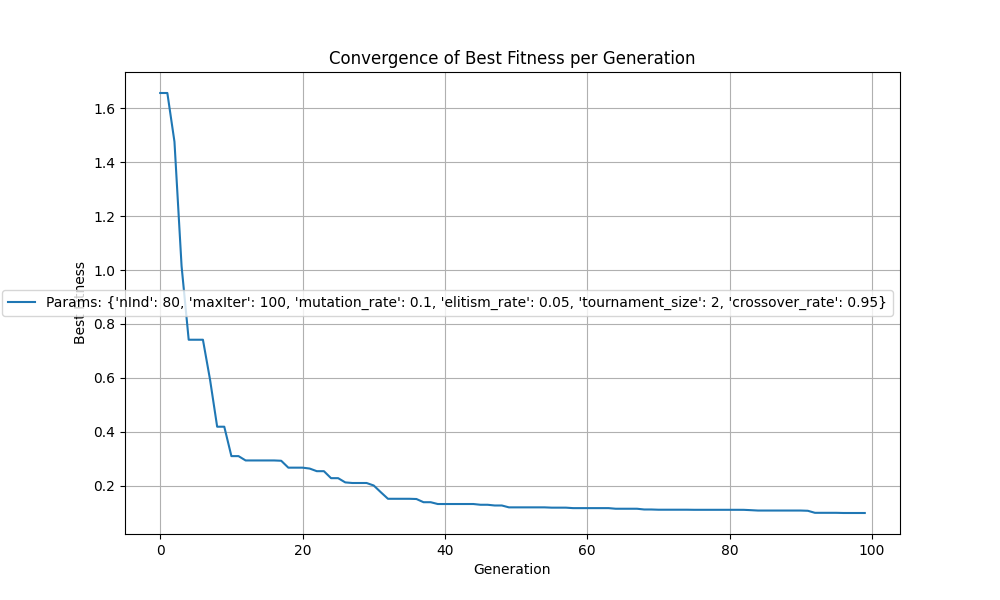 Convergence of Best Fitness per Generation
1.6
1.4
1.2
1.0
Params: {'nInd': 80, 'maxIter': 100, 'mutation_rate': 0.1, 'elitism_rate': 0.05, 'tournament_size': 2, 'crossover_rate': 0.95}
0.8
0.6
0.4
0.2
Best Fitness
0 20 40 60 80 100
Generation